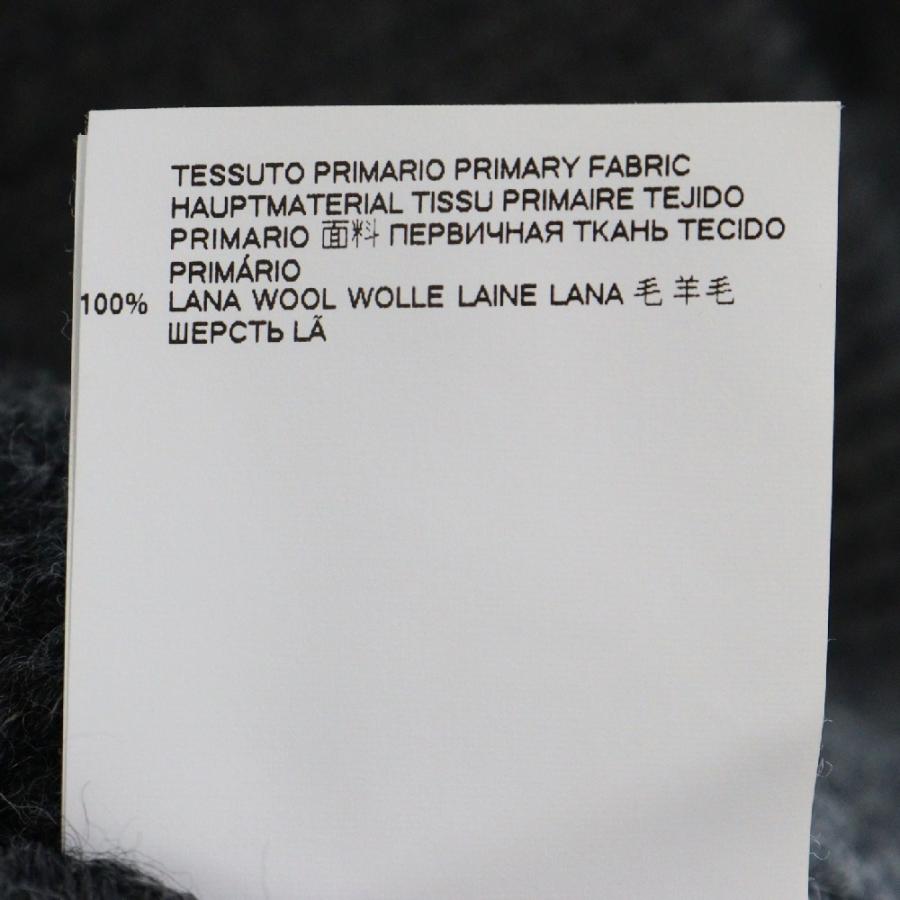 TESSUTO PRIMARIO PRIMARY FABRIC
HAUPTMATERIAL TISSU PRIMAIRE TEJIDO
PRIMARIO 面料 ПЕРВИЧНАЯ ТКАНЬ TECIDO
PRIMÁRIO
100% LANA WOOL WOLLE LAINE LANA 毛 羊毛
ШЕРСТЬ LÃ